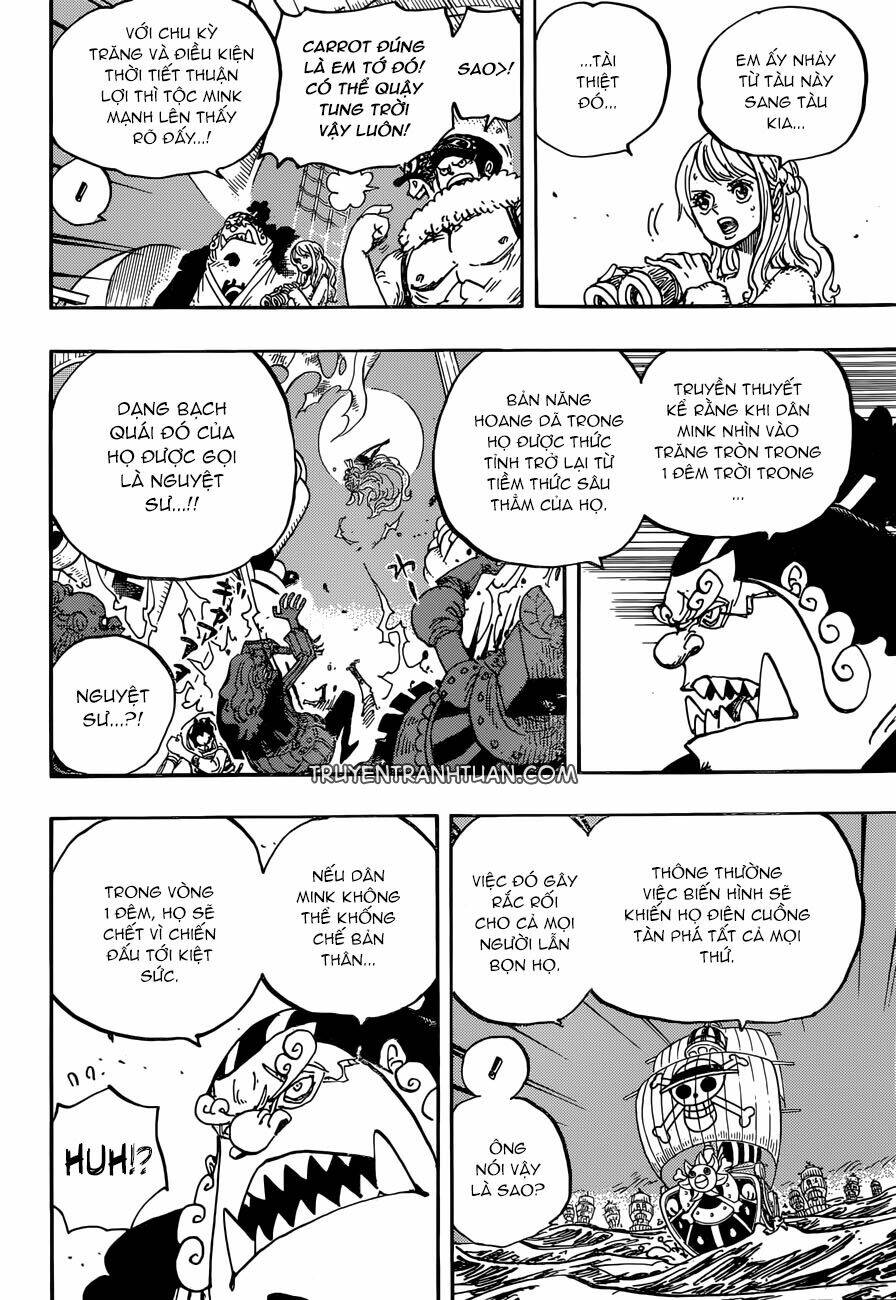 EM ẤY NHẢY
TỪ TÀU NÀY
SANG TÀU
KIA...
...TÀI
THIỆT
ĐÓ...
SAO>!
CARROT ĐÚNG
LÀ EM TỚ ĐÓ!
CÓ THỂ QUẬY
TUNG TRỜI
VẬY LUÔN!
VỚI CHU KỲ
TRĂNG VÀ ĐIỀU KIỆN
THỜI TIẾT THUẬN
LỢI THÌ TỘC MINK
MẠNH LÊN THẤY
RÕ ĐẤY...!
!
TRUYỀN THUYẾT
KỂ RẰNG KHI DÂN
MINK NHÌN VÀO
TRĂNG TRÒN TRONG
1 ĐÊM TRỜI TRONG
...
BẢN NĂNG
HOANG DÃ TRONG
HỌ ĐƯỢC THỨC
TỈNH TRỞ LẠI TỪ
TIỀM THỨC SÂU
THẲM CỦA HỌ.
DẠNG BẠCH
QUÁI ĐÓ CỦA
HỌ ĐƯỢC GỌI
LÀ NGUYỆT
SƯ...!!
NGUYỆT
SƯ...?!
TRUYENTRANHTUAN.COM
THÔNG THƯỜNG
VIỆC BIẾN HÌNH SẼ
KHIẾN HỌ ĐIÊN CUỒNG
TÀN PHÁ TẤT CẢ MỌI
THỨ.
VIỆC ĐÓ GÂY
RẮC RỐI
CHO CẢ MỌI
NGƯỜI LẪN
BỌN HỌ.
!
ÔNG
NÓI VẬY
LÀ SAO?
NẾU DÂN
MINK KHÔNG
THỂ KHỐNG
CHẾ BẢN
THÂN...
TRONG VÒNG
1 ĐÊM, HỌ SẼ
CHẾT VÌ CHIẾN
ĐẤU TỚI KIỆT
SỨC.
HUH!?